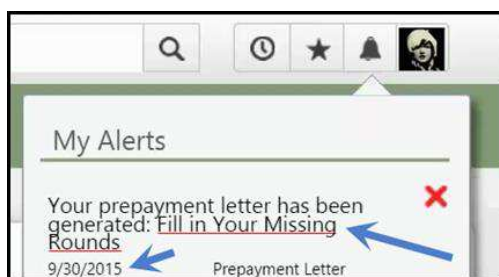 My Alerts
Your prepayment letter has been
generated: Fill in Your Missing
Rounds
9/30/2015 Prepayment Letter